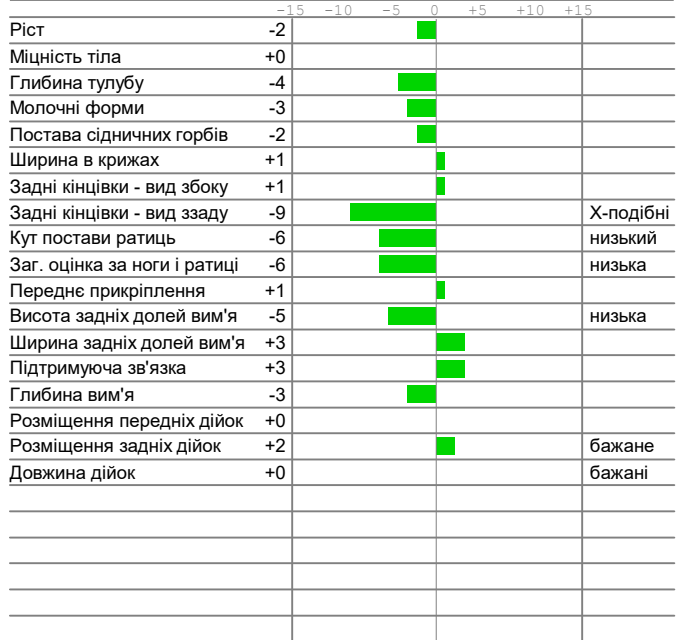 -15 -10 -5 0 +5 +10 +15
Ріст -2
Міцність тіла +0
Глибина тулубу -4
Молочні форми -3
Постава сідничних горбів -2
Ширина в крижах +1
Задні кінцівки - вид збоку +1
Задні кінцівки - вид ззаду -9 Х-подібні
Кут постави ратиць -6 низький
Заг. оцінка за ноги і ратиці -6 низька
Переднє прикріплення +1
Висота задніх долей вим'я -5 низька
Ширина задніх долей вим'я +3
Підтримуюча зв'язка +3
Глибина вим'я -3
Розміщення передніх дійок +0
Розміщення задніх дійок +2 бажане
Довжина дійок +0 бажані